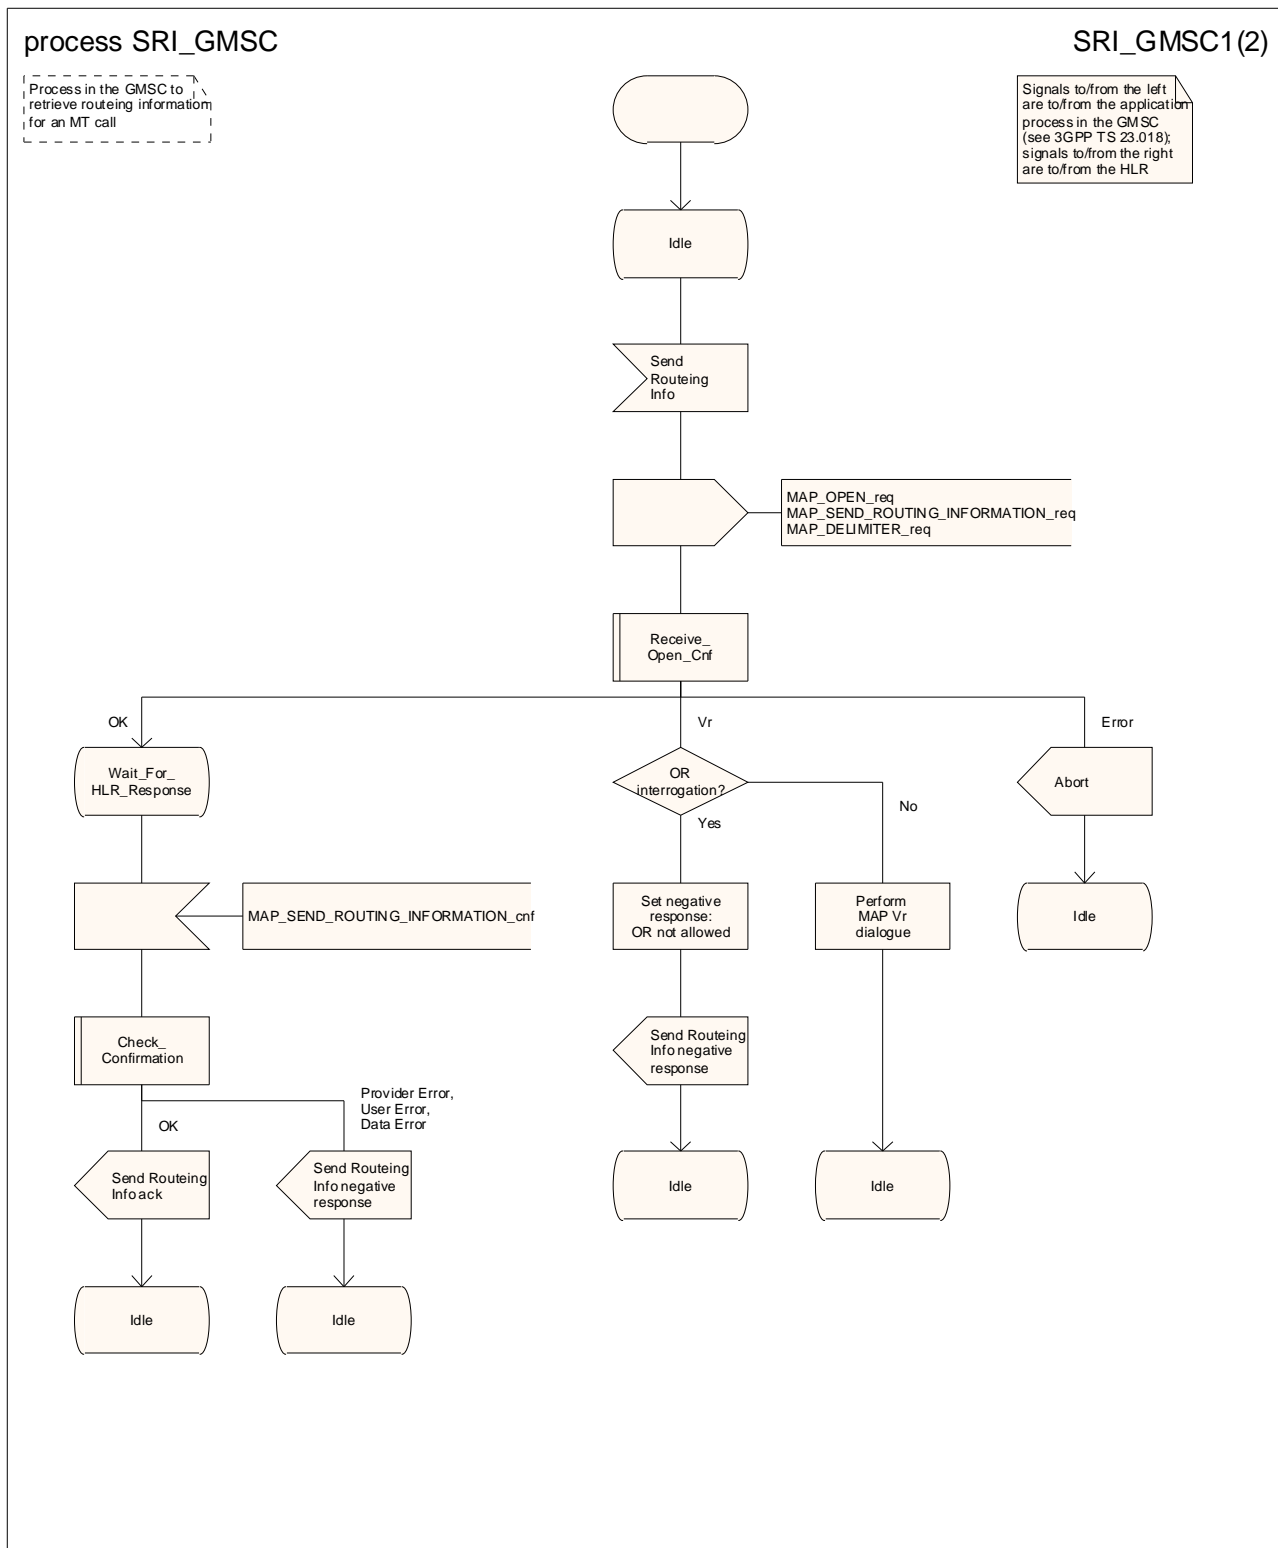 process SRI_GMSC
SRI_GMSC1(2)
Process in the GMSC to
retrieve routeing information
for an MT call
Signals to/from the left
are to/from the application
process in the GMSC
(see 3GPP TS 23.018);
signals to/from the right
are to/from the HLR
Idle
Send
Routeing
Info
MAP_OPEN_req
MAP_SEND_ROUTING_INFORMATION_req
MAP_DELIMITER_req
Receive_
Open_Cnf
OK
Vr
Error
Wait_For_
HLR_Response
OR
interrogation?
Abort
No
Yes
MAP_SEND_ROUTING_INFORMATION_cnf
Set negative
response:
OR not allowed
Perform
MAP Vr
dialogue
Idle
Check_
Confirmation
Send Routeing
Info negative
response
Provider Error,
User Error,
Data Error
OK
Send Routeing
Info ack
Send Routeing
Info negative
response
Idle
Idle
Idle
Idle